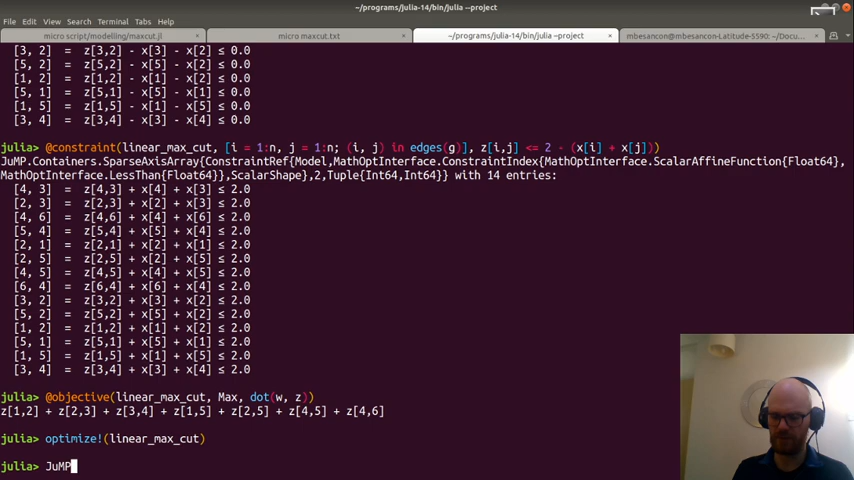 ~/programs/julia-14/bin/julia --project
File Edit View Search Terminal Tabs Help
micro script/modelling/maxcut.jl × micro maxcut.txt × ~/programs/julia-14/bin/julia --project × mbesancon@mbesancon-Latitude-5590: ~/Docu... ×
[3, 2] = z[3,2] - x[3] - x[2] ≤ 0.0
[5, 2] = z[5,2] - x[5] - x[2] ≤ 0.0
[1, 2] = z[1,2] - x[1] - x[2] ≤ 0.0
[5, 1] = z[5,1] - x[5] - x[1] ≤ 0.0
[1, 5] = z[1,5] - x[1] - x[5] ≤ 0.0
[3, 4] = z[3,4] - x[3] - x[4] ≤ 0.0
julia> @constraint(linear_max_cut, [i = 1:n, j = 1:n; (i, j) in edges(g)], z[i,j] <= 2 - (x[i] + x[j]))
JuMP.Containers.SparseAxisArray{ConstraintRef{Model,MathOptInterface.ConstraintIndex{MathOptInterface.ScalarAffineFunction{Float64},
MathOptInterface.LessThan{Float64}},ScalarShape},2,Tuple{Int64,Int64}} with 14 entries:
[4, 3] = z[4,3] + x[4] + x[3] ≤ 2.0
[2, 3] = z[2,3] + x[2] + x[3] ≤ 2.0
[4, 6] = z[4,6] + x[4] + x[6] ≤ 2.0
[5, 4] = z[5,4] + x[5] + x[4] ≤ 2.0
[2, 1] = z[2,1] + x[2] + x[1] ≤ 2.0
[2, 5] = z[2,5] + x[2] + x[5] ≤ 2.0
[4, 5] = z[4,5] + x[4] + x[5] ≤ 2.0
[6, 4] = z[6,4] + x[6] + x[4] ≤ 2.0
[3, 2] = z[3,2] + x[3] + x[2] ≤ 2.0
[5, 2] = z[5,2] + x[5] + x[2] ≤ 2.0
[1, 2] = z[1,2] + x[1] + x[2] ≤ 2.0
[5, 1] = z[5,1] + x[5] + x[1] ≤ 2.0
[1, 5] = z[1,5] + x[1] + x[5] ≤ 2.0
[3, 4] = z[3,4] + x[3] + x[4] ≤ 2.0
julia> @objective(linear_max_cut, Max, dot(w, z))
z[1,2] + z[2,3] + z[3,4] + z[1,5] + z[2,5] + z[4,5] + z[4,6]
julia> optimize!(linear_max_cut)
julia> JuMP